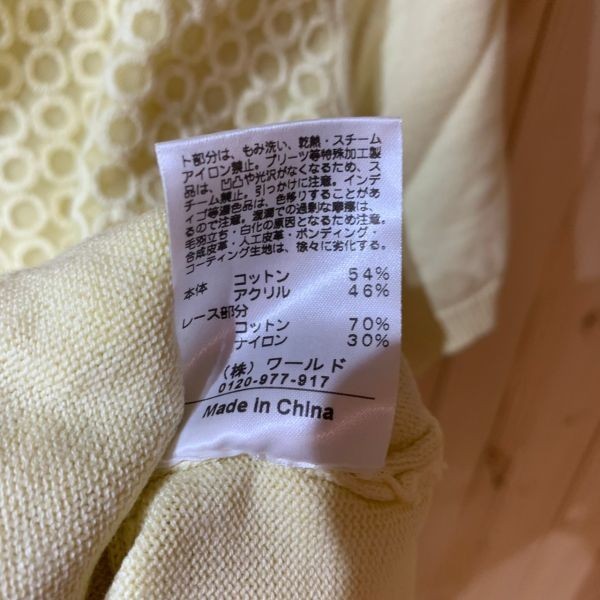 ト部分は、もみ洗い、乾熱・スチーム
アイロン禁止。プリーツ等特殊加工製
品は、凹凸や光沢がなくなるため、ス
チーム禁止。引っかけに注意。インデ
ィゴ等濃色品は、色移りすることがあ
るので注意。湿潤での過剰な摩擦は、
毛羽立ち・白化の原因となるため注意。
合成皮革・人工皮革・ボンディング・
コーティング生地は、徐々に劣化する。
本体 コットン 54%
アクリル 46%
レース部分
コットン 70%
ナイロン 30%
(株) ワールド
0120-977-917
Made in China